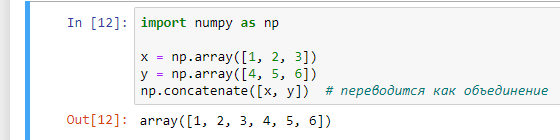 In [12]: import numpy as np
x = np.array([1, 2, 3])
y = np.array([4, 5, 6])
np.concatenate([x, y])  # переводится как объединение
Out[12]: array([1, 2, 3, 4, 5, 6])